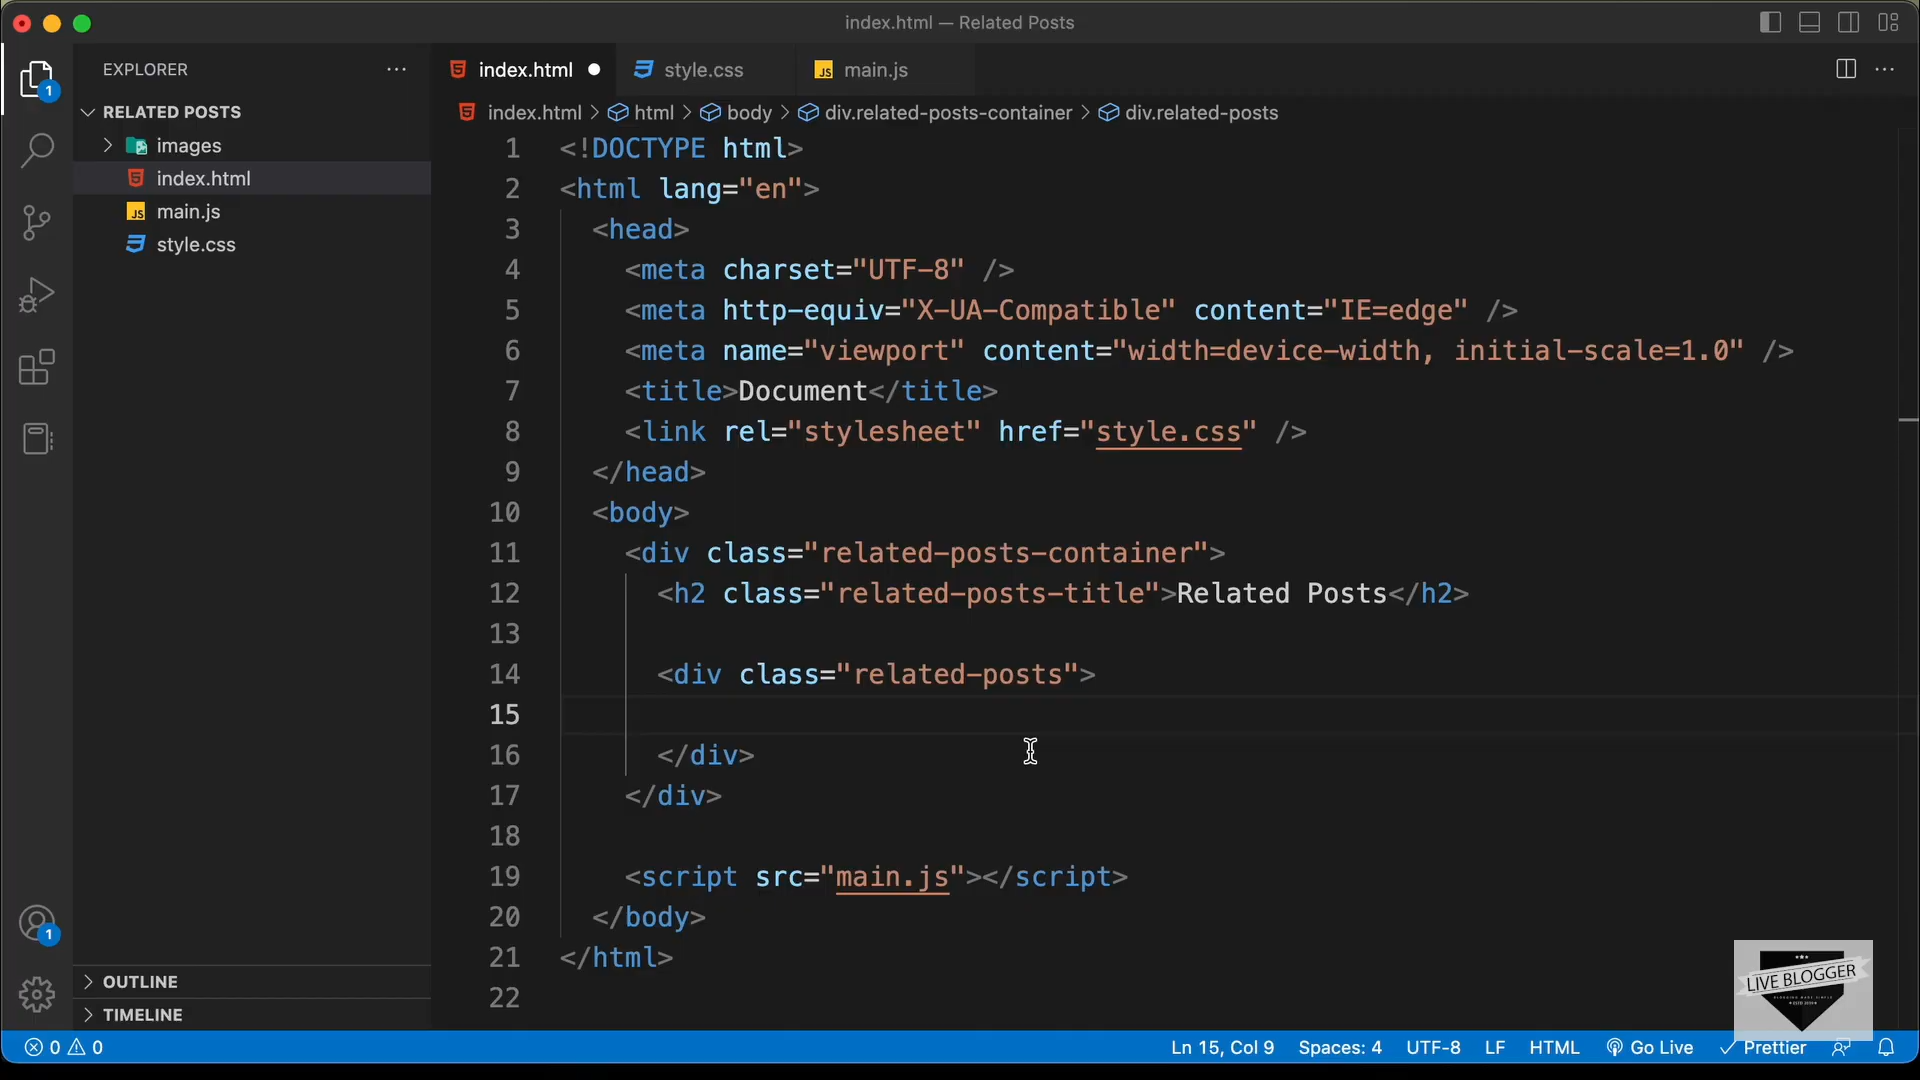 index.html — Related Posts
EXPLORER
index.html
style.css
JS main.js
RELATED POSTS
index.html > html > body > div.related-posts-container > div.related-posts
images
index.html
JS main.js
style.css
1
1 <!DOCTYPE html>
2 <html lang="en">
3 <head>
4 <meta charset="UTF-8" />
5 <meta http-equiv="X-UA-Compatible" content="IE=edge" />
6 <meta name="viewport" content="width=device-width, initial-scale=1.0" />
7 <title>Document</title>
8 <link rel="stylesheet" href="style.css" />
9 </head>
10 <body>
11 <div class="related-posts-container">
12 <h2 class="related-posts-title">Related Posts</h2>
13
14 <div class="related-posts">
15
16 </div>
17 </div>
18
19 <script src="main.js"></script>
20 </body>
21 </html>
22
1
OUTLINE
TIMELINE
LIVE BLOGGER
0 0
Ln 15, Col 9
Spaces: 4
UTF-8
LF
HTML
Go Live
Prettier